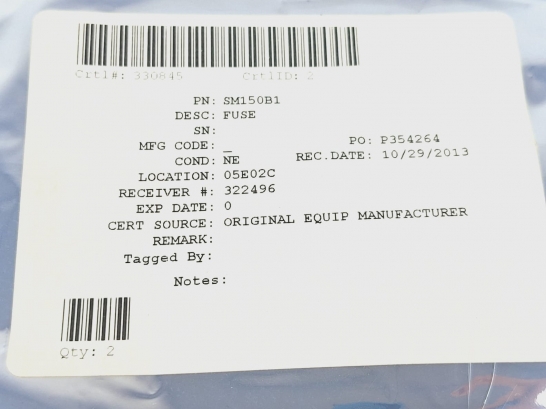 Crtl#: 330845 CrtlID: 2
PN: SM150B1
DESC: FUSE
SN:
MFG CODE: _ PO: P354264
COND: NE REC.DATE: 10/29/2013
LOCATION: 05E02C
RECEIVER #: 322496
EXP DATE: 0
CERT SOURCE: ORIGINAL EQUIP MANUFACTURER
REMARK:
Tagged By:
Notes:
Qty: 2